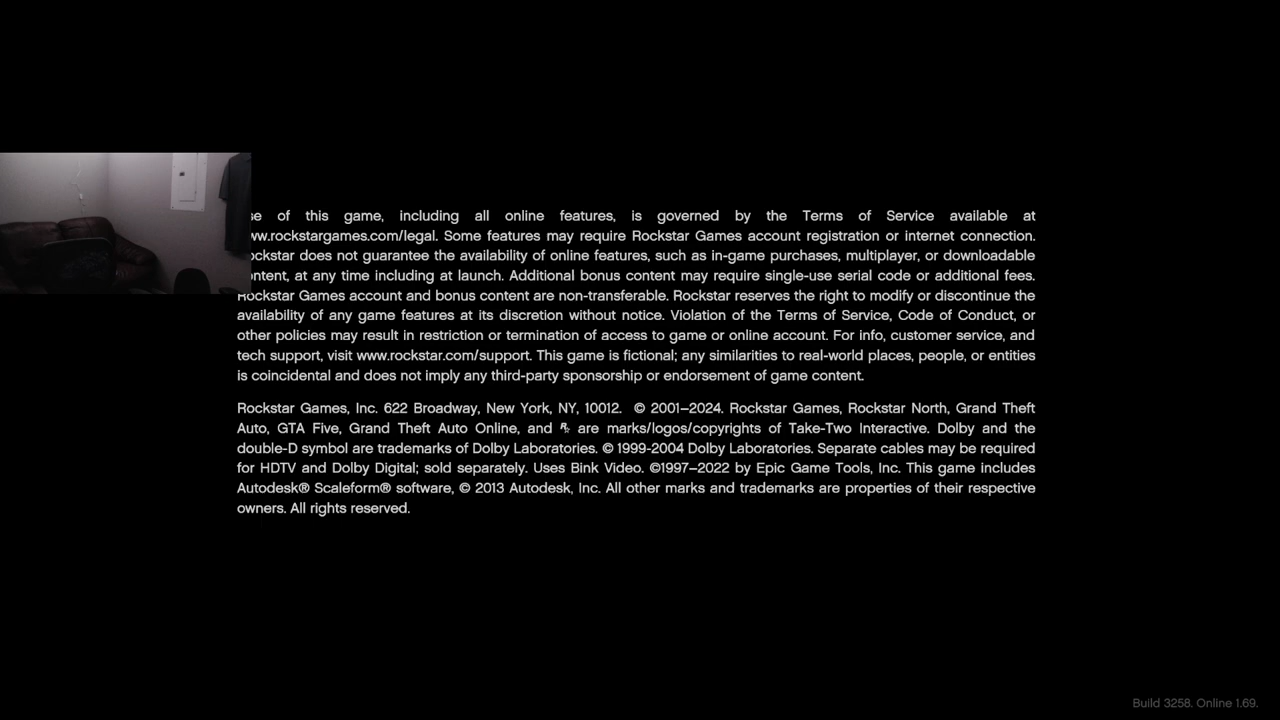 of this game, including all online features, is governed by the Terms of Service available at
www.rockstargames.com/legal. Some features may require Rockstar Games account registration or internet connection.
Rockstar does not guarantee the availability of online features, such as in-game purchases, multiplayer, or downloadable
content, at any time including at launch. Additional bonus content may require single-use serial code or additional fees.
Rockstar Games account and bonus content are non-transferable. Rockstar reserves the right to modify or discontinue the
availability of any game features at its discretion without notice. Violation of the Terms of Service, Code of Conduct, or
other policies may result in restriction or termination of access to game or online account. For info, customer service, and
tech support, visit www.rockstar.com/support. This game is fictional; any similarities to real-world places, people, or entities
is coincidental and does not imply any third-party sponsorship or endorsement of game content.
Rockstar Games, Inc. 622 Broadway, New York, NY, 10012. © 2001–2024. Rockstar Games, Rockstar North, Grand Theft
Auto, GTA Five, Grand Theft Auto Online, and R* are marks/logos/copyrights of Take-Two Interactive. Dolby and the
double-D symbol are trademarks of Dolby Laboratories. © 1999-2004 Dolby Laboratories. Separate cables may be required
for HDTV and Dolby Digital; sold separately. Uses Bink Video. ©1997–2022 by Epic Game Tools, Inc. This game includes
Autodesk® Scaleform® software, © 2013 Autodesk, Inc. All other marks and trademarks are properties of their respective
owners. All rights reserved.
Build 3258. Online 1.69.